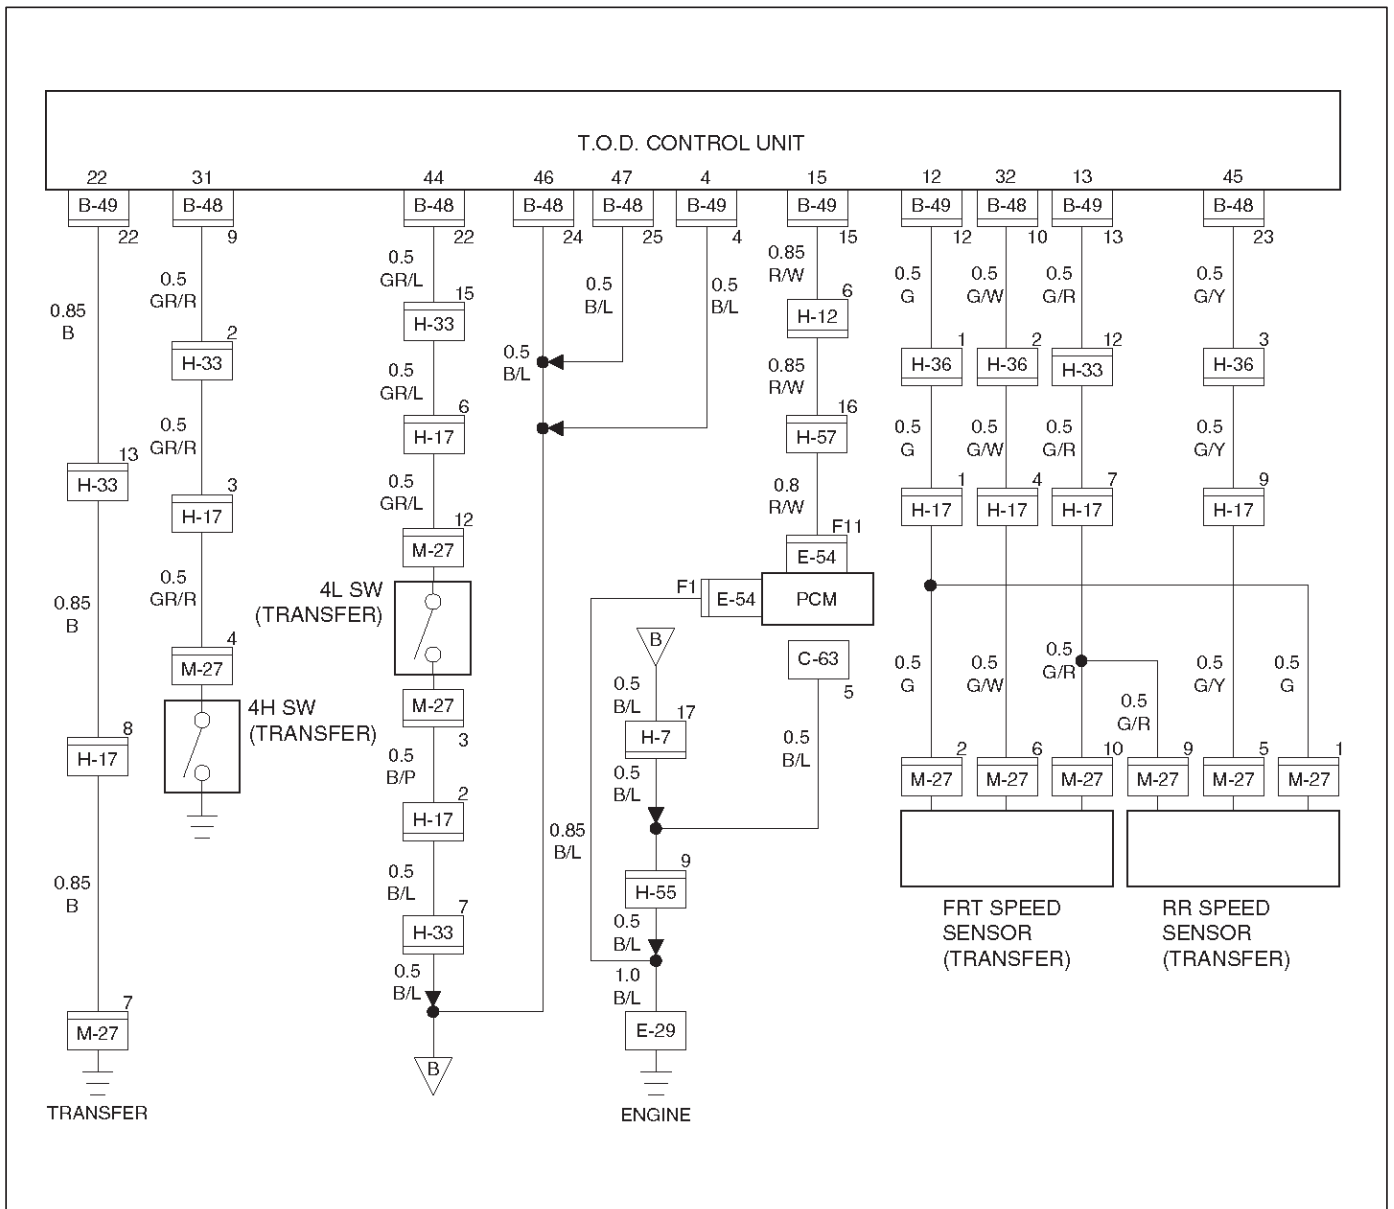 T.O.D. CONTROL UNIT
22 31 44 46 47 4 15 12 32 13 45
B-49 B-48 B-48 B-48 B-48 B-49 B-49 B-49 B-48 B-49 B-48
22 9 22 24 25 4 15 12 10 13 23
0.85
B
13
H-33
0.85
B
8
H-17
0.85
B
7
M-27
TRANSFER
0.5
GR/R
2
H-33
0.5
GR/R
3
H-17
0.5
GR/R
4
M-27
4H SW
(TRANSFER)
0.5
GR/L
15
H-33
0.5
GR/L
6
H-17
0.5
GR/L
12
M-27
4L SW
(TRANSFER)
M-27
3
0.5
B/P
2
H-17
0.5
B/L
7
H-33
0.5
B/L
B
0.5
B/L
0.5
B/L
0.5
B/L
0.85
R/W
6
H-12
0.85
R/W
16
H-57
0.8
R/W
F11
E-54
F1
E-54
PCM
C-63
5
0.5
B/L
0.85
B/L
B
0.5
B/L
17
H-7
0.5
B/L
9
H-55
0.5
B/L
1.0
B/L
E-29
ENGINE
0.5
G
1
H-36
0.5
G
1
H-17
0.5
G
2
M-27
0.5
G/W
2
H-36
0.5
G/W
4
H-17
0.5
G/W
6
M-27
0.5
G/R
12
H-33
0.5
G/R
7
H-17
0.5
G/R
10
M-27
0.5
G/R
9
M-27
0.5
G/Y
3
H-36
0.5
G/Y
9
H-17
0.5
G/Y
5
M-27
0.5
G
1
M-27
FRT SPEED
SENSOR
(TRANSFER)
RR SPEED
SENSOR
(TRANSFER)